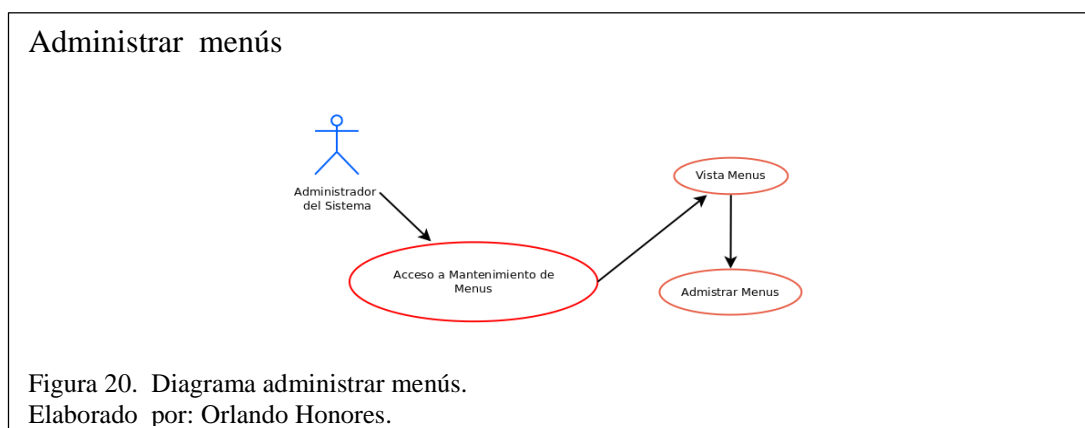 Administrar menús
Administrador
del Sistema
Acceso a Mantenimiento de
Menus
Vista Menus
Admistrar Menus
Figura 20. Diagrama administrar menús.
Elaborado por: Orlando Honores.